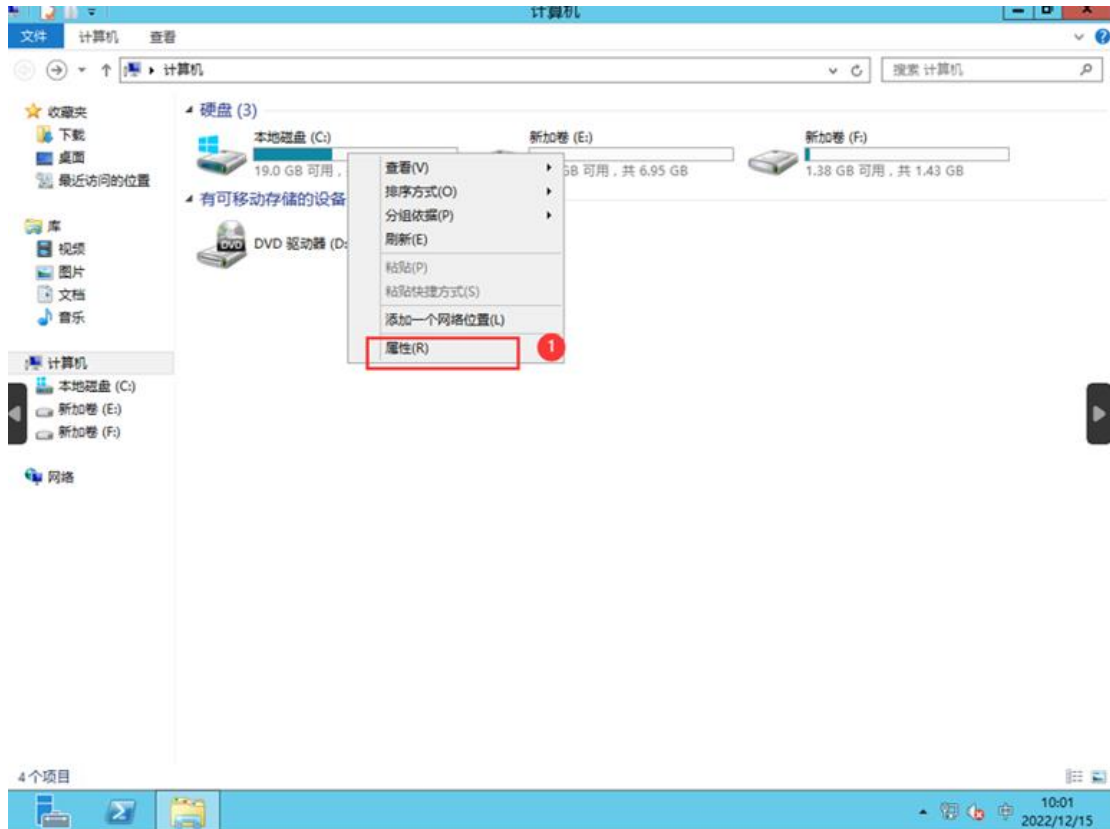 计算机
文件 计算机 查看
计算机
搜索 计算机
收藏夹
下载
桌面
最近访问的位置
库
视频
图片
文档
音乐
计算机
本地磁盘 (C:)
新加卷 (E:)
新加卷 (F:)
网络
硬盘 (3)
本地磁盘 (C:)
19.0 GB 可用 ,
新加卷 (E:)
GB 可用 , 共 6.95 GB
新加卷 (F:)
1.38 GB 可用 , 共 1.43 GB
有可移动存储的设备
DVD
DVD 驱动器 (D:
查看(V)
排序方式(O)
分组依据(P)
刷新(E)
粘贴(P)
粘贴快捷方式(S)
添加一个网络位置(L)
属性(R)
1
4 个项目
中
10:01
2022/12/15